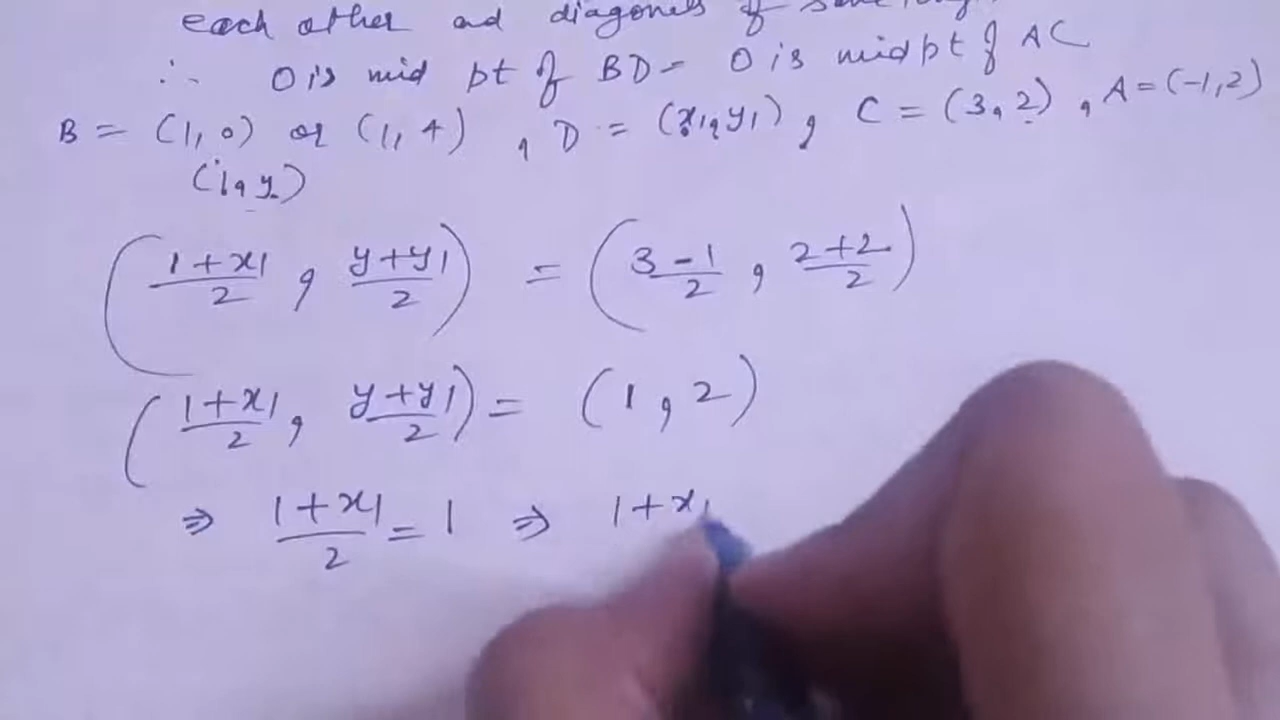 each other and diagonals of same
∴ O is mid pt of BD = O is mid pt of AC
B = (1, 0) or (1, 4) , D = (x1, y1) , C = (3, 2) , A = (-1, 2)
(1, y)
((1+x1)/2 , (y+y1)/2) = ((3-1)/2 , (2+2)/2)
((1+x1)/2 , (y+y1)/2) = (1, 2)
⇒ (1+x1)/2 = 1 ⇒ 1+x1